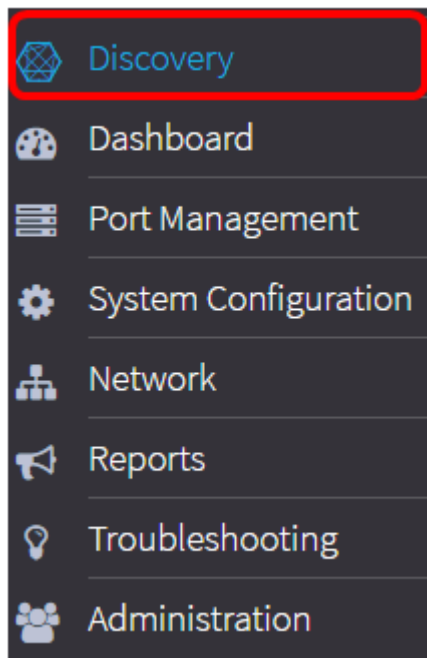 Discovery
Dashboard
Port Management
System Configuration
Network
Reports
Troubleshooting
Administration